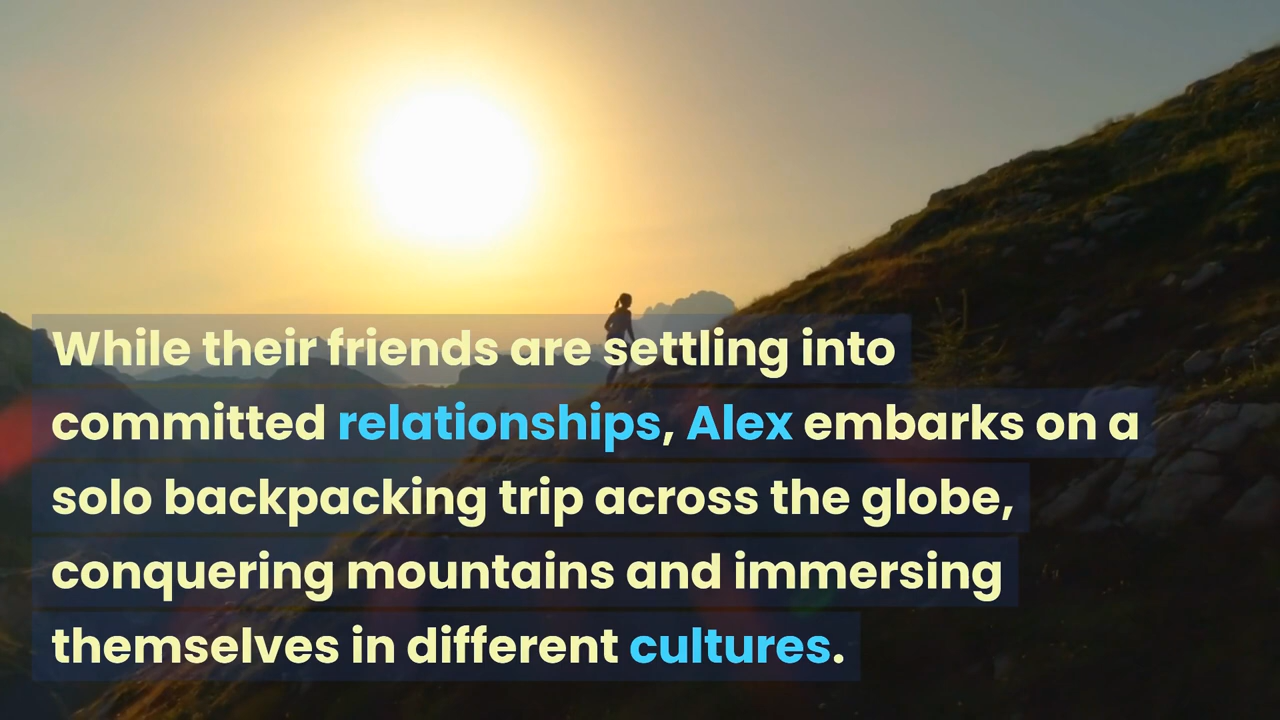 While their friends are settling into
committed relationships, Alex embarks on a
solo backpacking trip across the globe,
conquering mountains and immersing
themselves in different cultures.